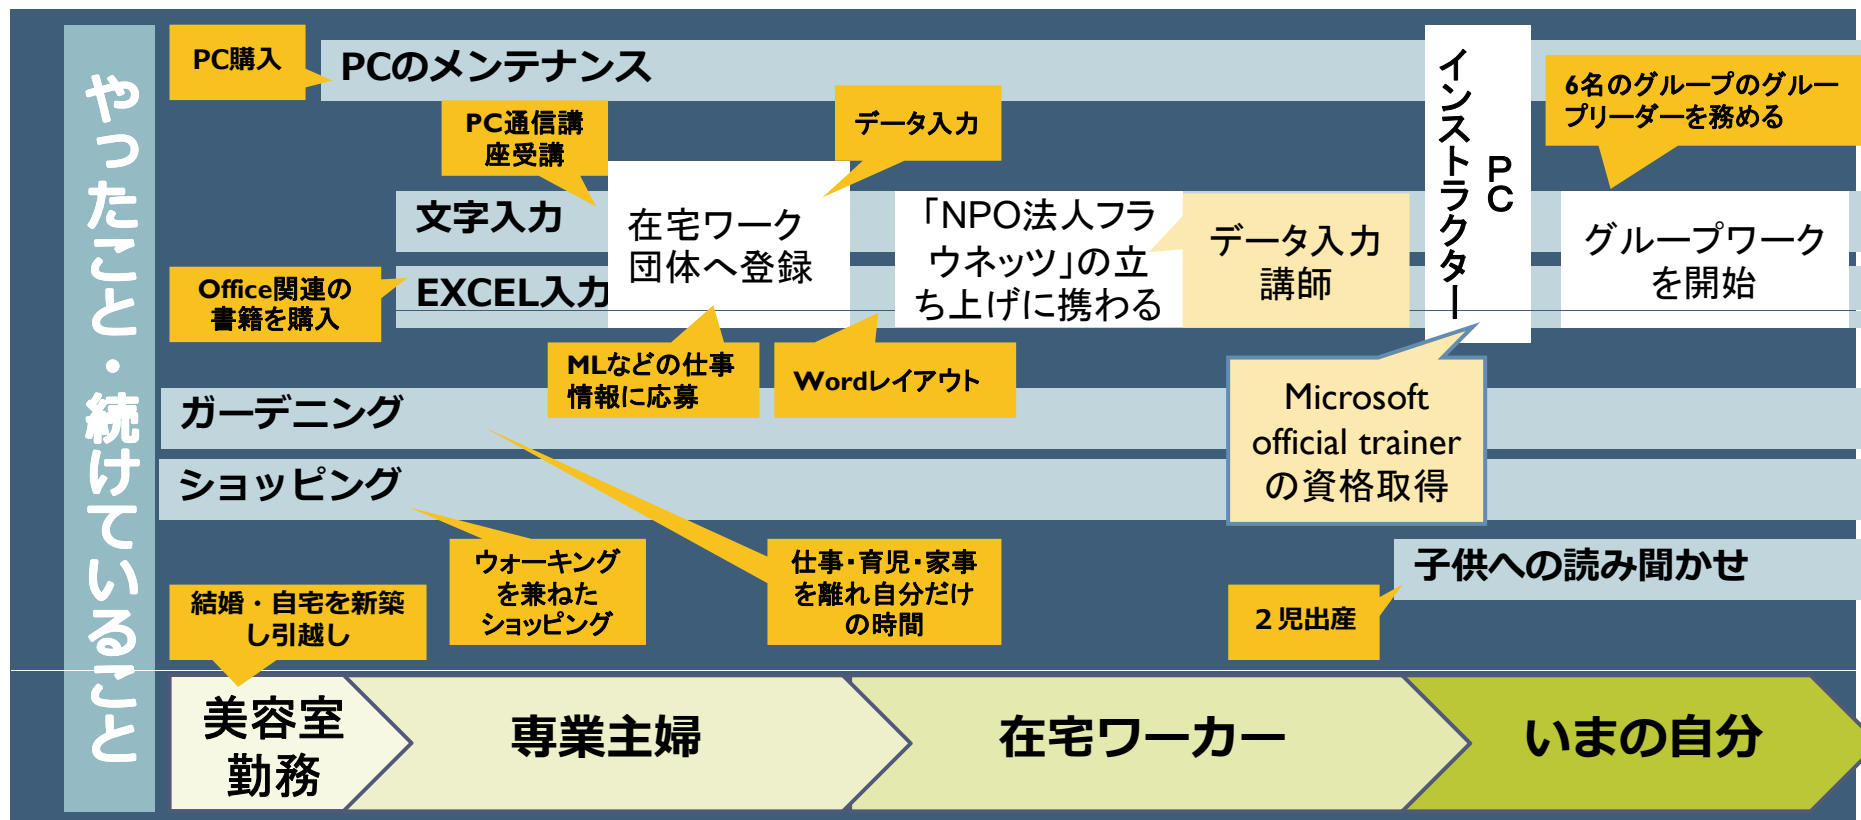 やったこと・続けていること
PC購入
PCのメンテナンス
PC通信講
座受講
データ入力
PC
インストラクター
6名のグループのグルー
プリーダーを務める
文字入力
EXCEL入力
Office関連の
書籍を購入
在宅ワーク
団体へ登録
「NPO法人フラ
ウネッツ」の立
ち上げに携わる
データ入力
講師
グループワーク
を開始
MLなどの仕事
情報に応募
Wordレイアウト
Microsoft
official trainer
の資格取得
ガーデニング
ショッピング
ウォーキング
を兼ねた
ショッピング
仕事・育児・家事
を離れ自分だけ
の時間
子供への読み聞かせ
２児出産
結婚・自宅を新築
し引越し
美容室
勤務
専業主婦
在宅ワーカー
いまの自分